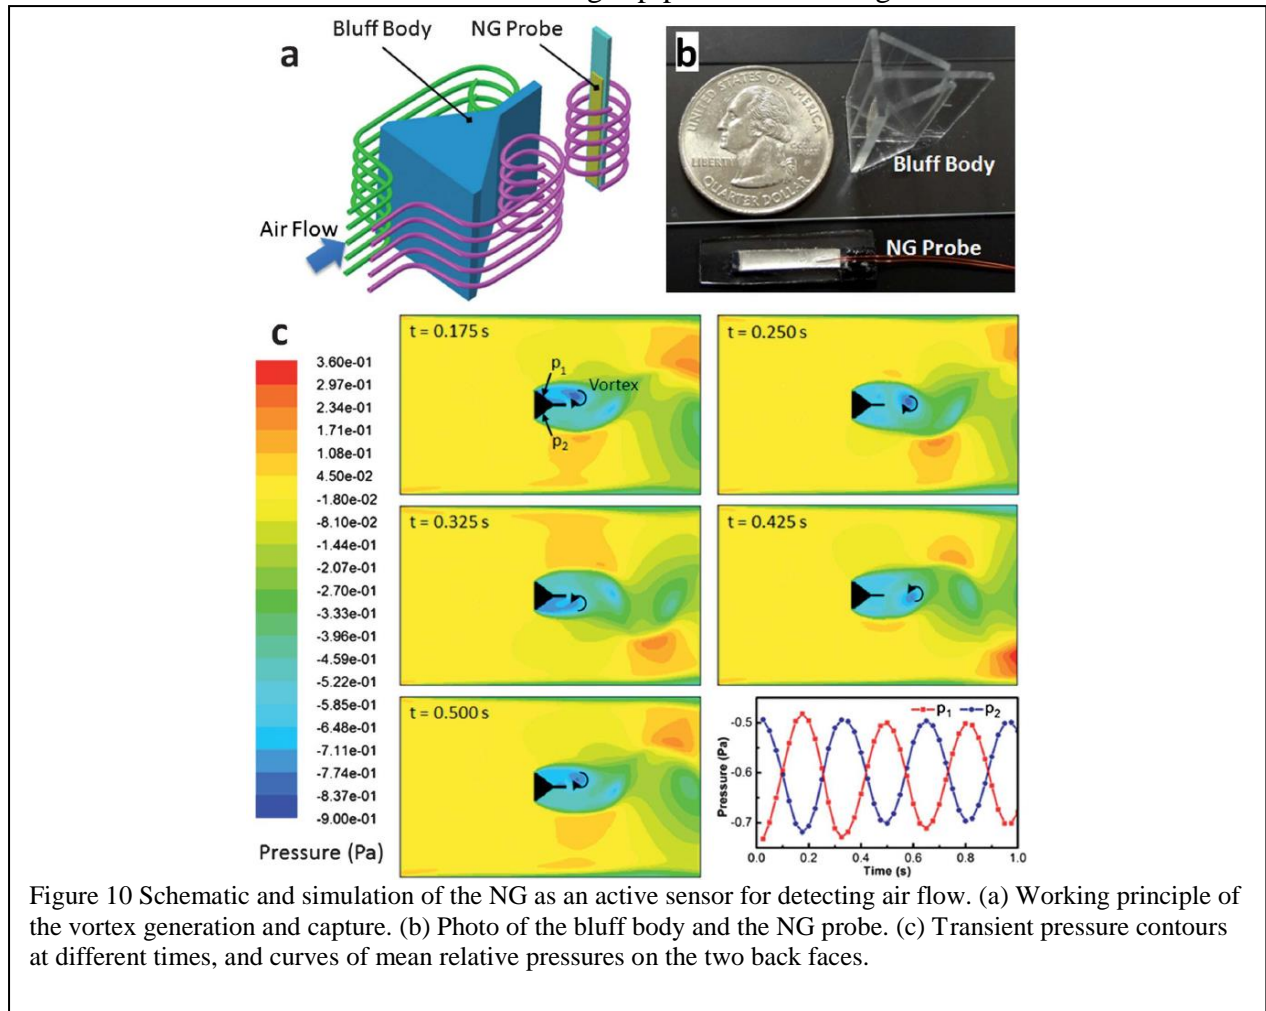 a
Bluff Body
NG Probe
Air Flow
b
UNITED STATES OF AMERICA
LIBERTY
QUARTER DOLLAR
Bluff Body
NG Probe
c
3.60e-01
2.97e-01
2.34e-01
1.71e-01
1.08e-01
4.50e-02
-1.80e-02
-8.10e-02
-1.44e-01
-2.07e-01
-2.70e-01
-3.33e-01
-3.96e-01
-4.59e-01
-5.22e-01
-5.85e-01
-6.48e-01
-7.11e-01
-7.74e-01
-8.37e-01
-9.00e-01
Pressure (Pa)
t = 0.175 s
p1
Vortex
p2
t = 0.250 s
t = 0.325 s
t = 0.425 s
t = 0.500 s
p1 p2
Pressure (Pa)
-0.5
-0.6
-0.7
0.0 0.2 0.4 0.6 0.8 1.0
Time (s)
Figure 10 Schematic and simulation of the NG as an active sensor for detecting air flow. (a) Working principle of
the vortex generation and capture. (b) Photo of the bluff body and the NG probe. (c) Transient pressure contours
at different times, and curves of mean relative pressures on the two back faces.